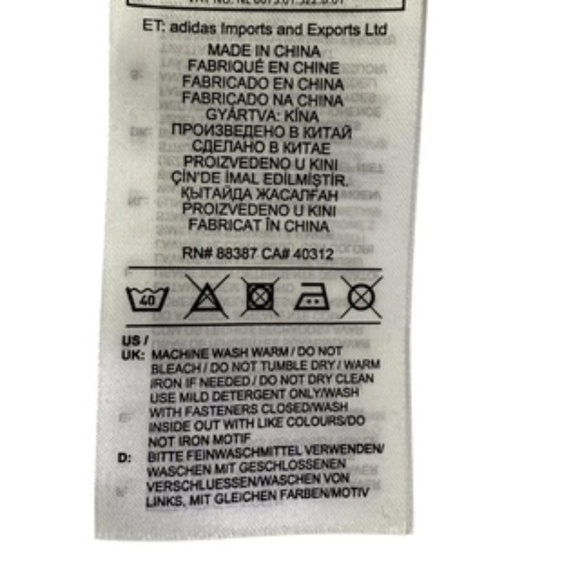 ET: adidas Imports and Exports Ltd
MADE IN CHINA
FABRIQUÉ EN CHINE
FABRICADO EN CHINA
FABRICADO NA CHINA
GYÁRTVA: KÍNA
ПРОИЗВЕДЕНО В КИТАЙ
СДЕЛАНО В КИТАЕ
PROIZVEDENO U KINI
ÇİN'DE İMAL EDİLMİŞTİR.
ҚЫТАЙДА ЖАСАЛҒАН
PROIZVEDENO U KINI
FABRICAT ÎN CHINA
RN# 88387 CA# 40312
40
US /
UK: MACHINE WASH WARM / DO NOT
BLEACH / DO NOT TUMBLE DRY / WARM
IRON IF NEEDED / DO NOT DRY CLEAN
USE MILD DETERGENT ONLY/WASH
WITH FASTENERS CLOSED/WASH
INSIDE OUT WITH LIKE COLOURS/DO
NOT IRON MOTIF
D: BITTE FEINWASCHMITTEL VERWENDEN/
WASCHEN MIT GESCHLOSSENEN
VERSCHLUESSEN/WASCHEN VON
LINKS, MIT GLEICHEN FARBEN/MOTIV